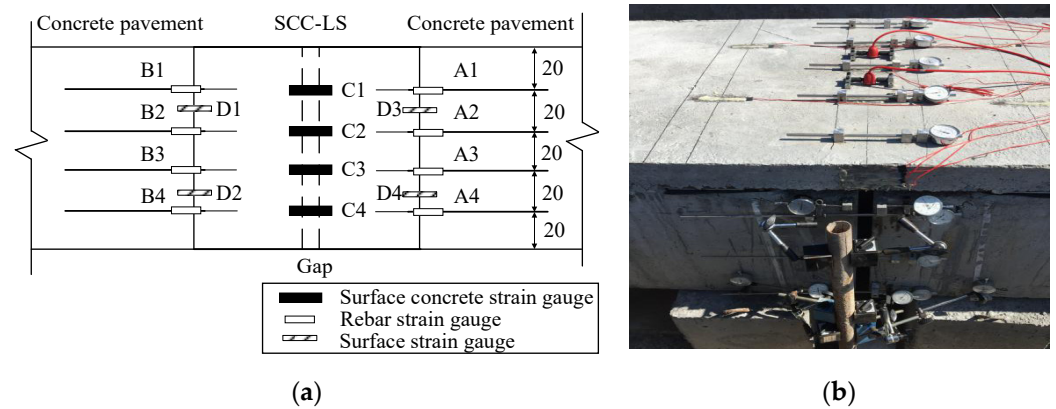 Concrete pavement SCC-LS Concrete pavement
B1 C1 A1 20
D1 D3
B2 C2 A2 20
B3 C3 A3 20
D2 D4
B4 C4 A4 20
20
Gap
Surface concrete strain gauge
Rebar strain gauge
Surface strain gauge
(a) (b)